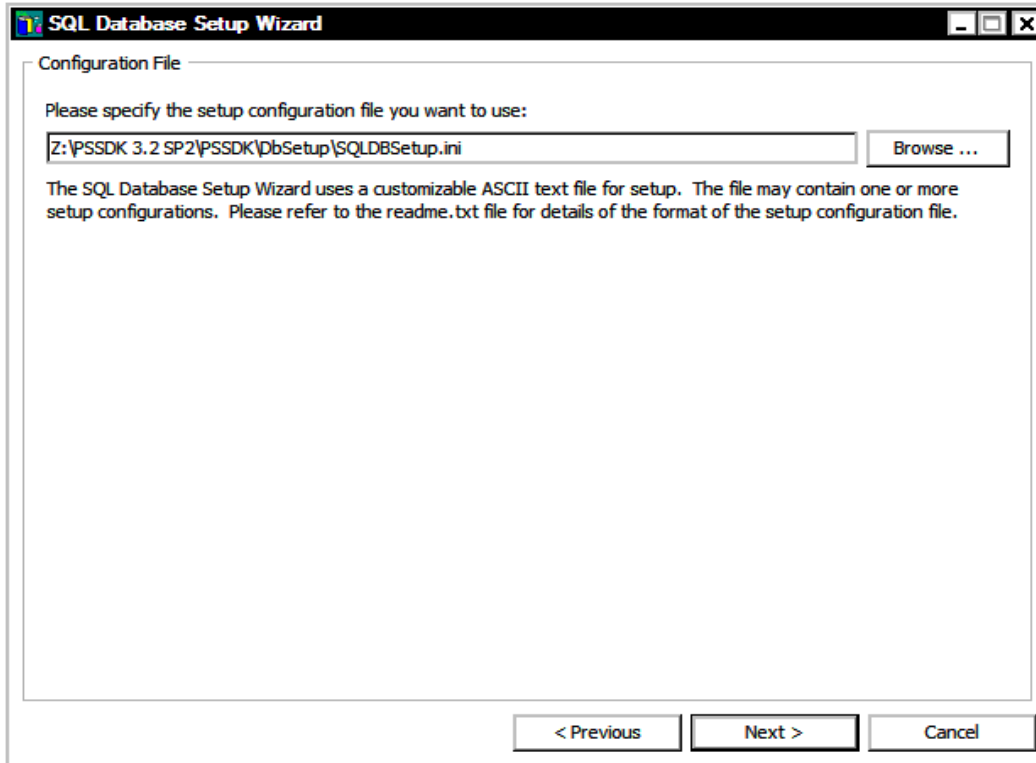 SQL Database Setup Wizard
Configuration File
Please specify the setup configuration file you want to use:
Z:\PSSDK 3.2 SP2\PSSDK\DbSetup\SQLDBSetup.ini
Browse ...
The SQL Database Setup Wizard uses a customizable ASCII text file for setup.  The file may contain one or more
setup configurations.  Please refer to the readme.txt file for details of the format of the setup configuration file.
< Previous
Next >
Cancel